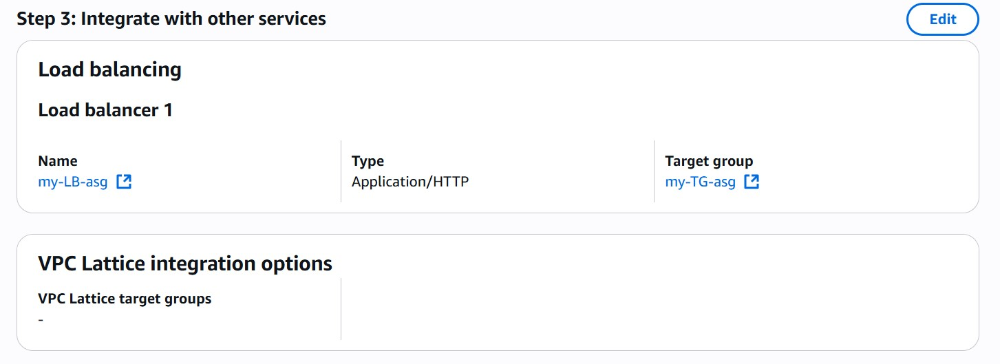 Step 3: Integrate with other services
Edit
Load balancing
Load balancer 1
Name
my-LB-asg
Type
Application/HTTP
Target group
my-TG-asg
VPC Lattice integration options
VPC Lattice target groups
-